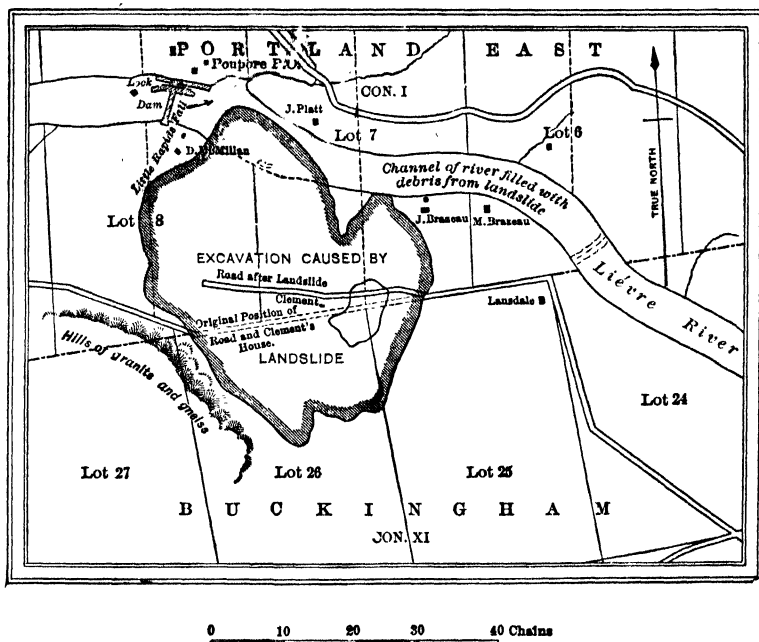 PORTLAND EAST
Poupore P.O.
Lock
CON. I
Dam
J. Platt
Lot 7
Lot 6
Little Rapids Fall
D. McMillan
Channel of river filled with
debris from landslide
TRUE NORTH
Lot 8
J. Brazeau
M. Brazeau
EXCAVATION CAUSED BY
Road after Landslide
Clement
Lansdale
Liévre River
Original Position of
Road and Clement's
House.
LANDSLIDE
Hills of granite and gneiss
Lot 24
Lot 27
Lot 26
Lot 25
BUCKINGHAM
CON. XI
0 10 20 30 40 Chains